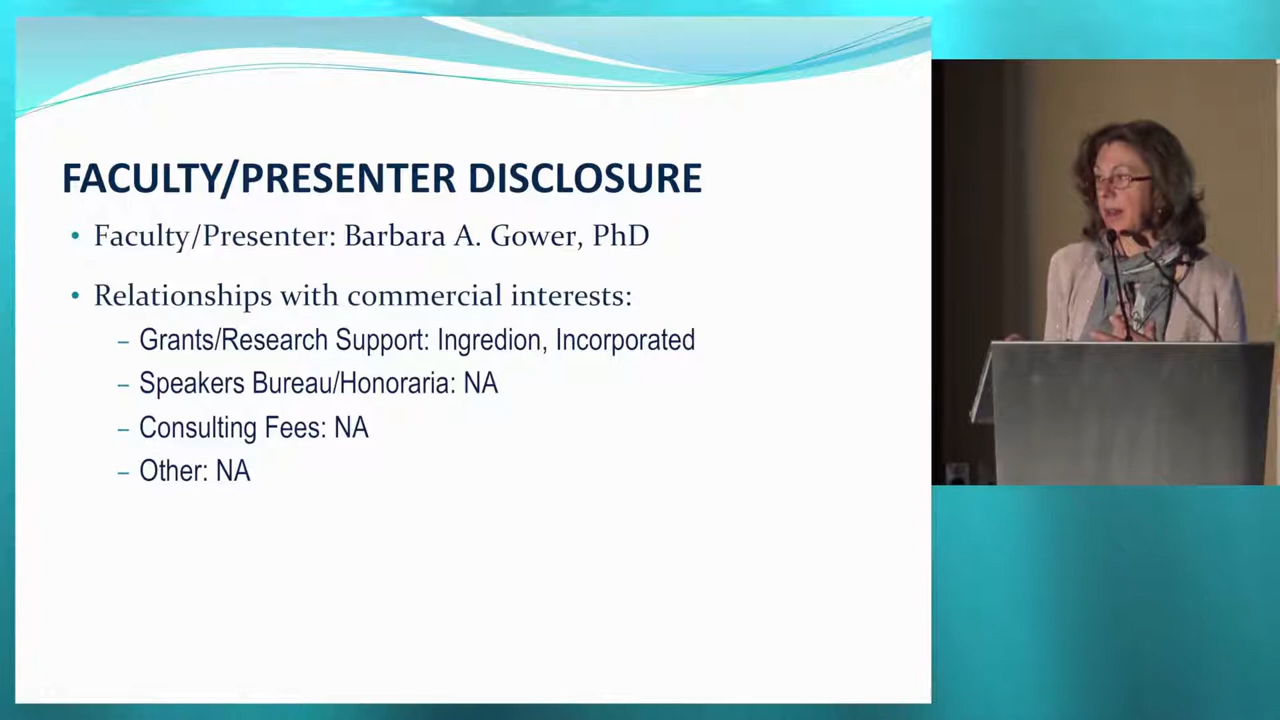 FACULTY/PRESENTER DISCLOSURE
• Faculty/Presenter: Barbara A. Gower, PhD
• Relationships with commercial interests:
– Grants/Research Support: Ingredion, Incorporated
– Speakers Bureau/Honoraria: NA
– Consulting Fees: NA
– Other: NA